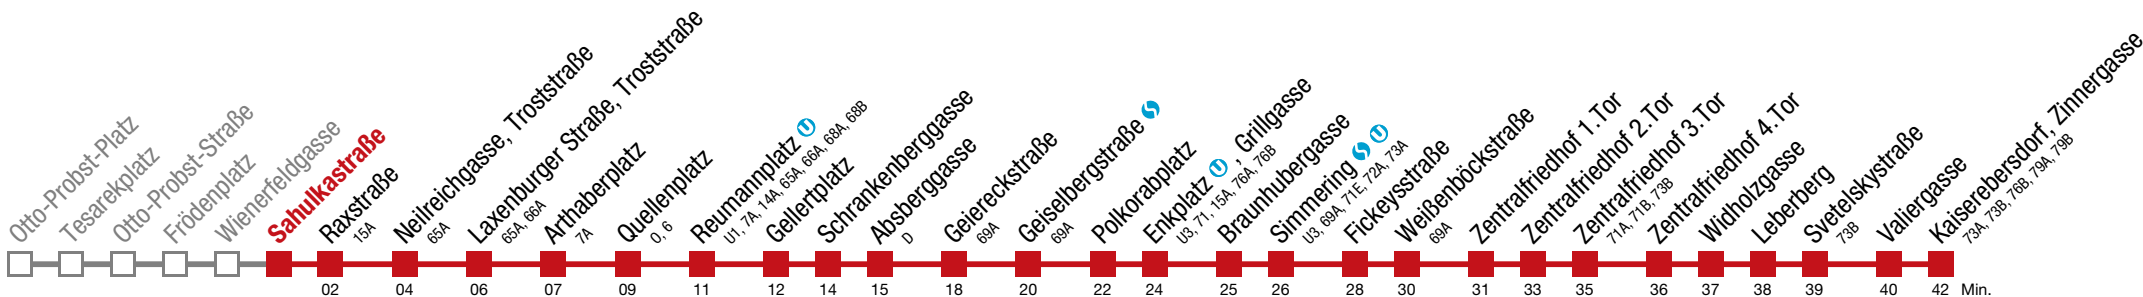 Otto-Probst-Platz
Tesarekplatz
Otto-Probst-Straße
Frödenplatz
Wienerfeldgasse
Sahulkastraße
Raxstraße
15A
Neilreichgasse, Troststraße
65A
Laxenburger Straße, Troststraße
65A, 66A
Arthaberplatz
7A
Quellenplatz
O, 6
Reumannplatz U
U1, 7A, 14A, 65A, 66A, 68A, 68B
Gellertplatz
Schrankenberggasse
Absberggasse
D
Geiereckstraße
69A
Geiselbergstraße S
69A
Polkorabplatz
Enkplatz U, Grillgasse
U3, 71, 15A, 76A, 76B
Braunhubergasse
Simmering S U
U3, 69A, 71E, 72A, 73A
Fickeysstraße
Weißenböckstraße
69A
Zentralfriedhof 1.Tor
Zentralfriedhof 2.Tor
Zentralfriedhof 3.Tor
71A, 71B, 73B
Zentralfriedhof 4.Tor
Widholzgasse
Leberberg
Svetelskystraße
73B
Valiergasse
Kaiserebersdorf, Zinnergasse
73A, 73B, 76B, 79A, 79B
02 04 06 07 09 11 12 14 15 18 20 22 24 25 26 28 30 31 33 35 36 37 38 39 40 42 Min.